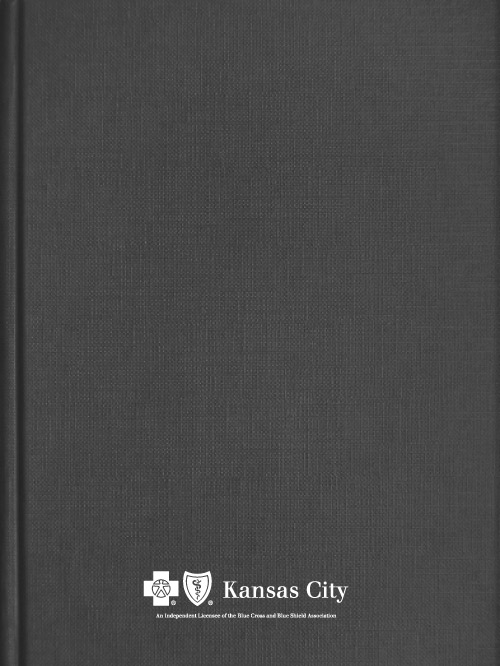 ® ® Kansas City
An Independent Licensee of the Blue Cross and Blue Shield Association